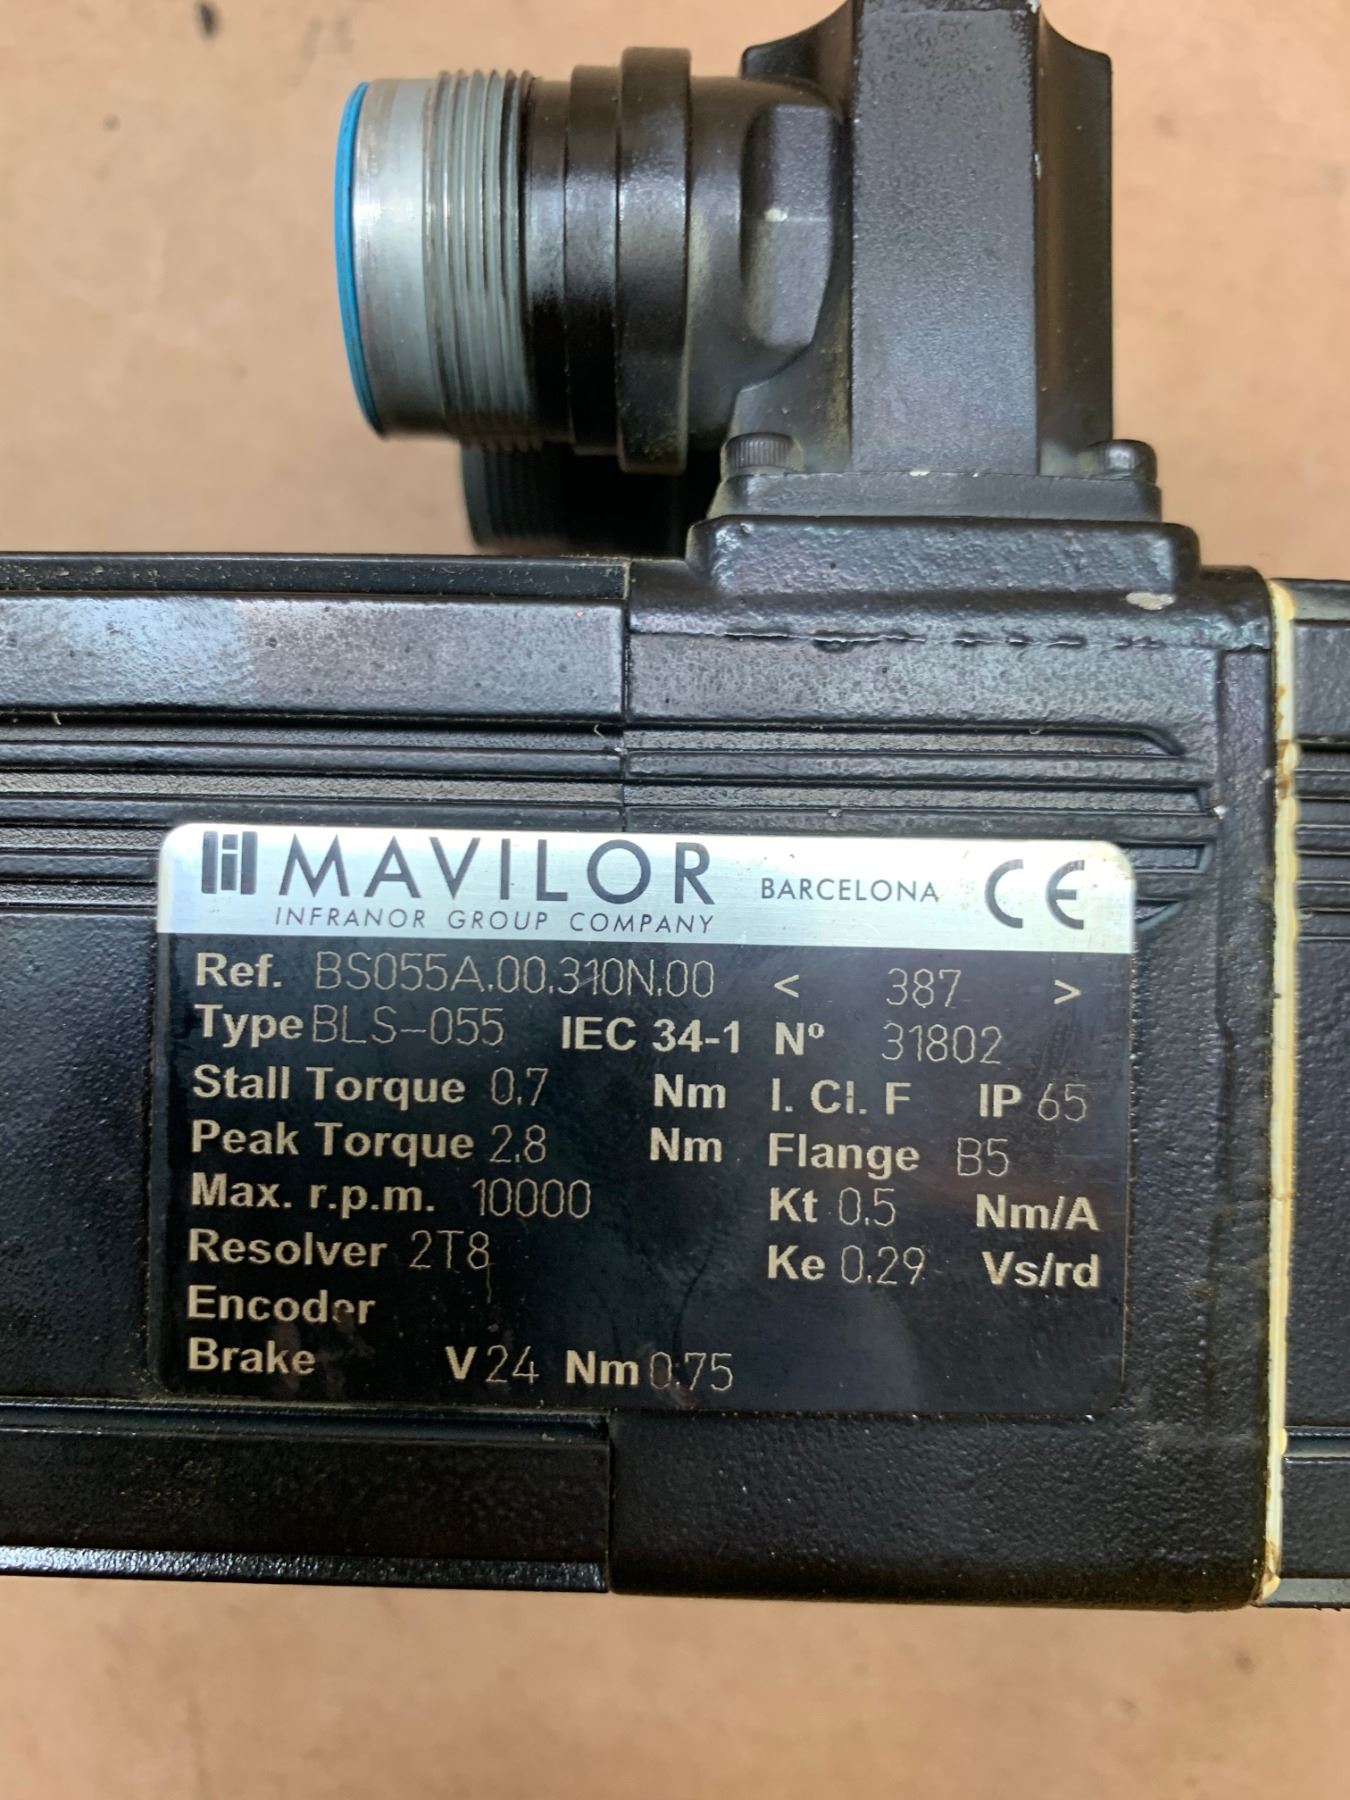 MAVILOR BARCELONA CE
INFRANOR GROUP COMPANY
Ref. BS055A.00.310N.00 < 387 >
Type BLS-055 IEC 34-1 Nº 31802
Stall Torque 0.7 Nm I. Cl. F IP 65
Peak Torque 2.8 Nm Flange B5
Max. r.p.m. 10000 Kt 0.5 Nm/A
Resolver 2T8 Ke 0.29 Vs/rd
Encoder
Brake V 24 Nm 0.75